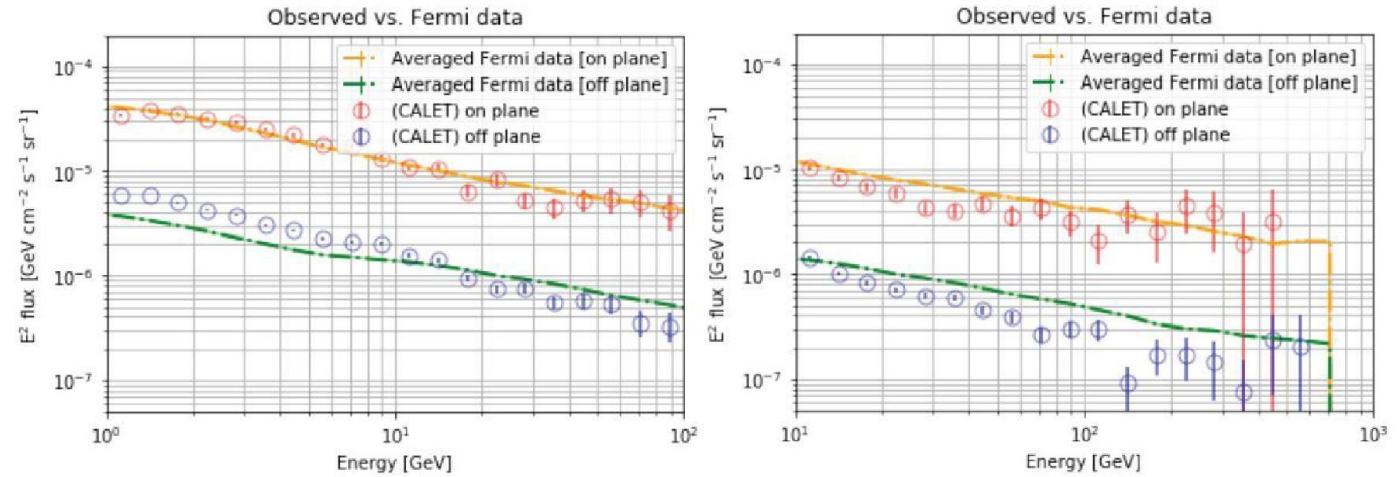 Observed vs. Fermi data
Averaged Fermi data [on plane]
Averaged Fermi data [off plane]
(CALET) on plane
(CALET) off plane
10⁻⁴
10⁻⁵
10⁻⁶
10⁻⁷
E² flux [GeV cm⁻² s⁻¹ sr⁻¹]
10⁰
10¹
10²
Energy [GeV]
Observed vs. Fermi data
Averaged Fermi data [on plane]
Averaged Fermi data [off plane]
(CALET) on plane
(CALET) off plane
10⁻⁴
10⁻⁵
10⁻⁶
10⁻⁷
E² flux [GeV cm⁻² s⁻¹ sr⁻¹]
10¹
10²
10³
Energy [GeV]